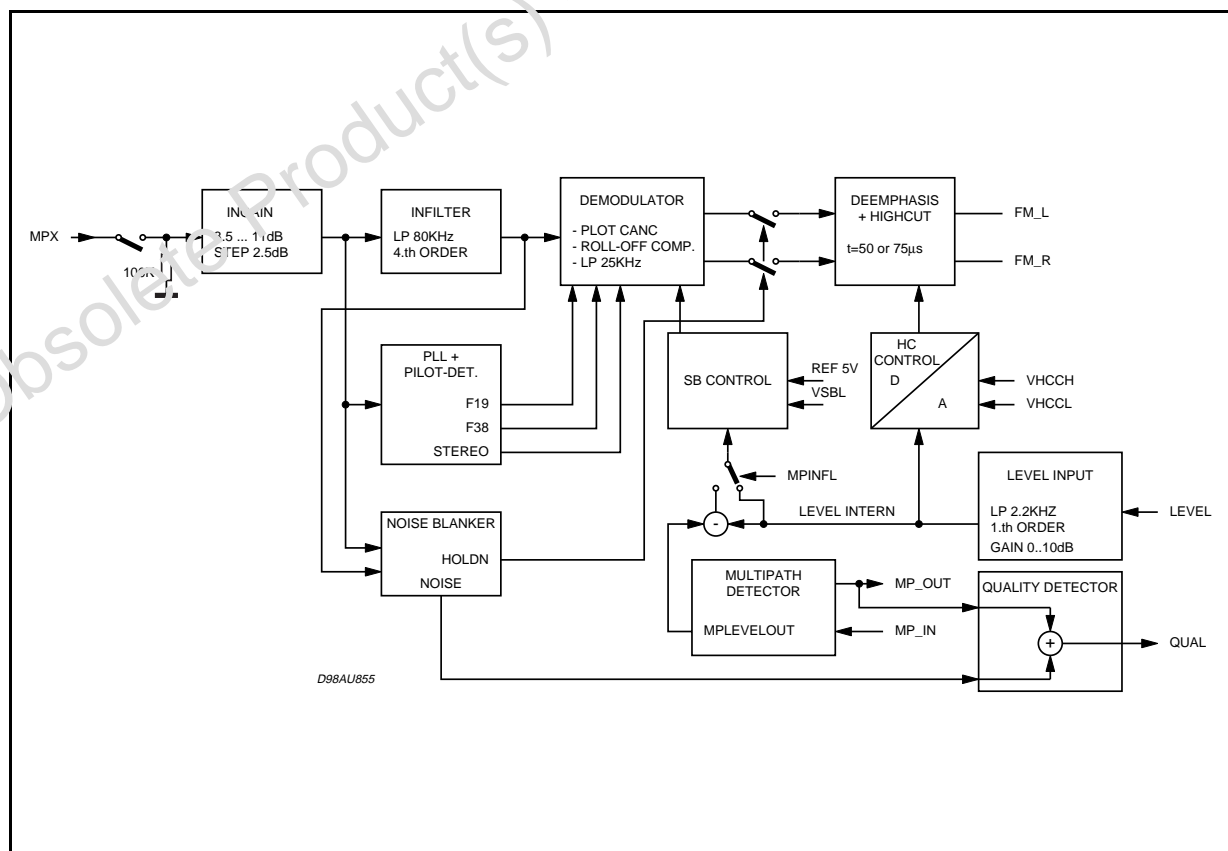 Obsolete Product(s)
MPX
100K
INGAIN
3.5 ... 11dB
STEP 2.5dB
INFILTER
LP 80KHz
4.th ORDER
DEMODULATOR
- PLOT CANC
- ROLL-OFF COMP.
- LP 25KHz
DEEMPHASIS
+ HIGHCUT
t=50 or 75µs
FM_L
FM_R
PLL +
PILOT-DET.
F19
F38
STEREO
SB CONTROL
REF 5V
VSBL
HC
CONTROL
D
A
VHCCH
VHCCL
MPINFL
LEVEL INTERN
LEVEL INPUT
LP 2.2KHZ
1.th ORDER
GAIN 0..10dB
LEVEL
NOISE BLANKER
HOLDN
NOISE
-
MULTIPATH
DETECTOR
MPLEVELOUT
MP_OUT
MP_IN
QUALITY DETECTOR
+
QUAL
D98AU855